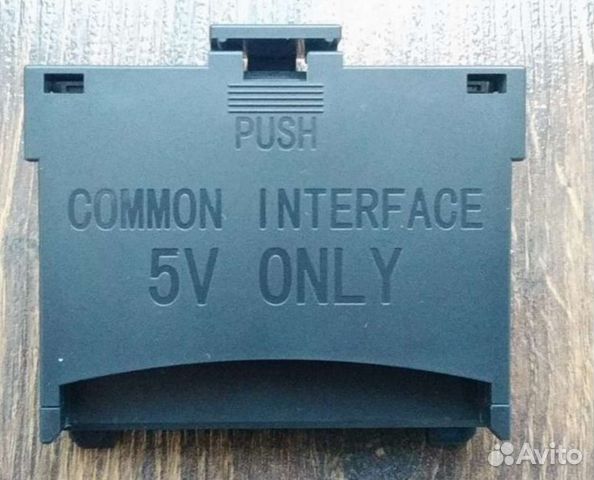 PUSH
COMMON INTERFACE
5V ONLY
Avito